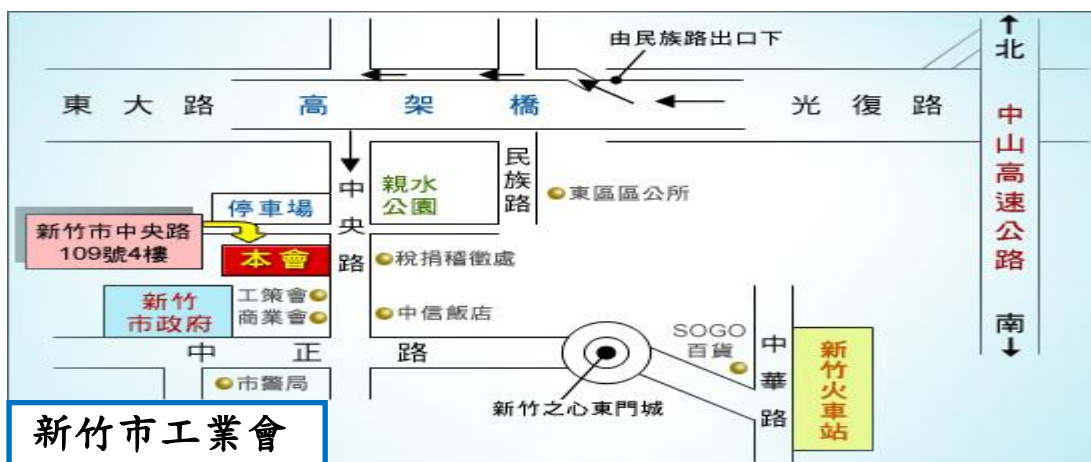 由民族路出口下
北
東大路
高架橋
光復路
中山高速公路
南
民族路
中央路
親水
公園
東區區公所
停車場
新竹市中央路
109號4樓
本會
稅捐稽徵處
新竹
市政府
工策會
商業會
中信飯店
SOGO
百貨
中華路
新竹火車站
中正路
市警局
新竹之心東門城
新竹市工業會